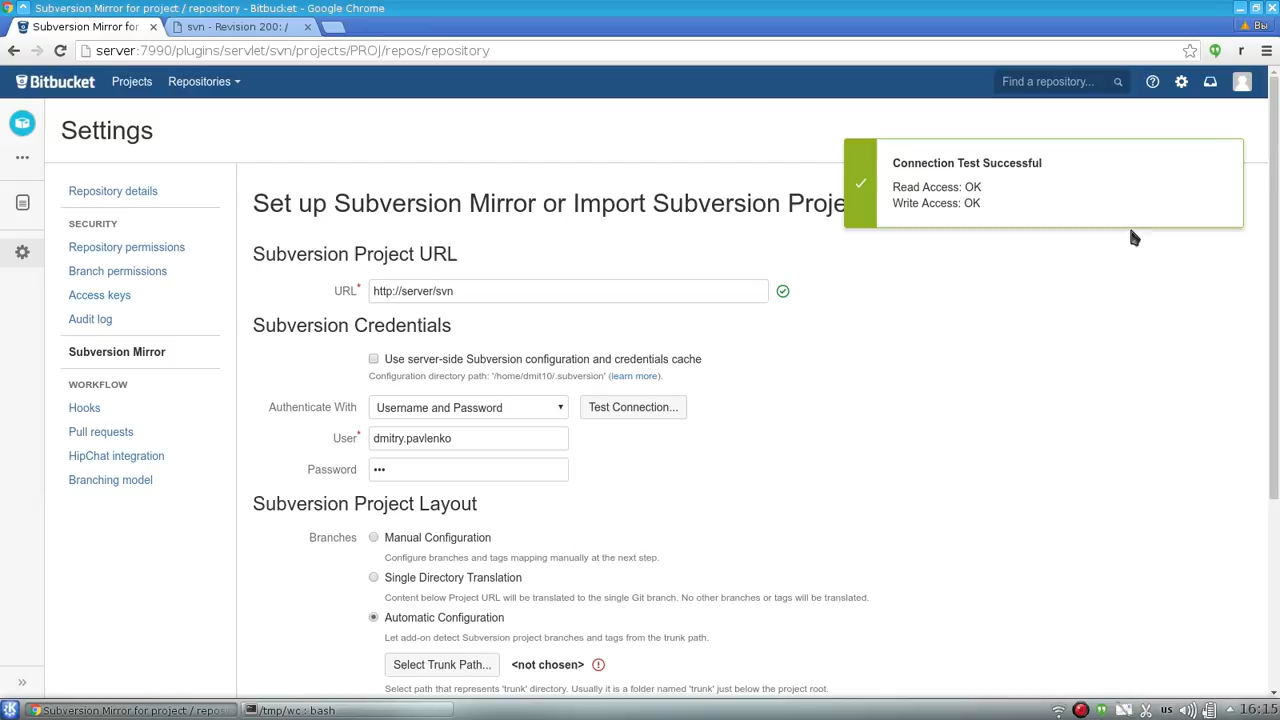 Subversion Mirror for project / repository - Bitbucket - Google Chrome
Subversion Mirror for
svn - Revision 200: /
Вы
server:7990/plugins/servlet/svn/projects/PROJ/repos/repository
r
Bitbucket Projects Repositories
Find a repository...
Settings
Connection Test Successful
Read Access: OK
Write Access: OK
Repository details
SECURITY
Repository permissions
Branch permissions
Access keys
Audit log
Subversion Mirror
WORKFLOW
Hooks
Pull requests
HipChat integration
Branching model
Set up Subversion Mirror or Import Subversion Proje
Subversion Project URL
URL* http://server/svn
Subversion Credentials
Use server-side Subversion configuration and credentials cache
Configuration directory path: '/home/dmit10/.subversion' (learn more).
Authenticate With Username and Password Test Connection...
User* dmitry.pavlenko
Password •••
Subversion Project Layout
Branches Manual Configuration
Configure branches and tags mapping manually at the next step.
Single Directory Translation
Content below Project URL will be translated to the single Git branch. No other branches or tags will be translated.
Automatic Configuration
Let add-on detect Subversion project branches and tags from the trunk path.
Select Trunk Path... <not chosen>
Select path that represents 'trunk' directory. Usually it is a folder named 'trunk' just below the project root.
Subversion Mirror for project / repos
/tmp/wc : bash
us
16:15